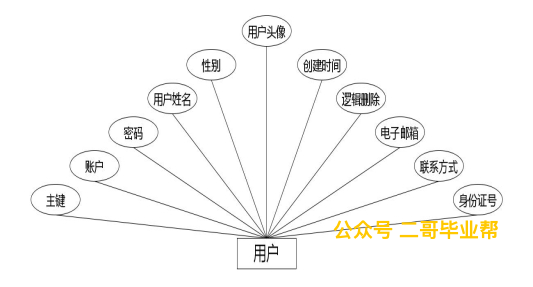 用户头像
性别
创建时间
用户姓名
逻辑删除
密码
电子邮箱
账户
联系方式
主键
身份证号
公众号 二哥毕业帮
用户